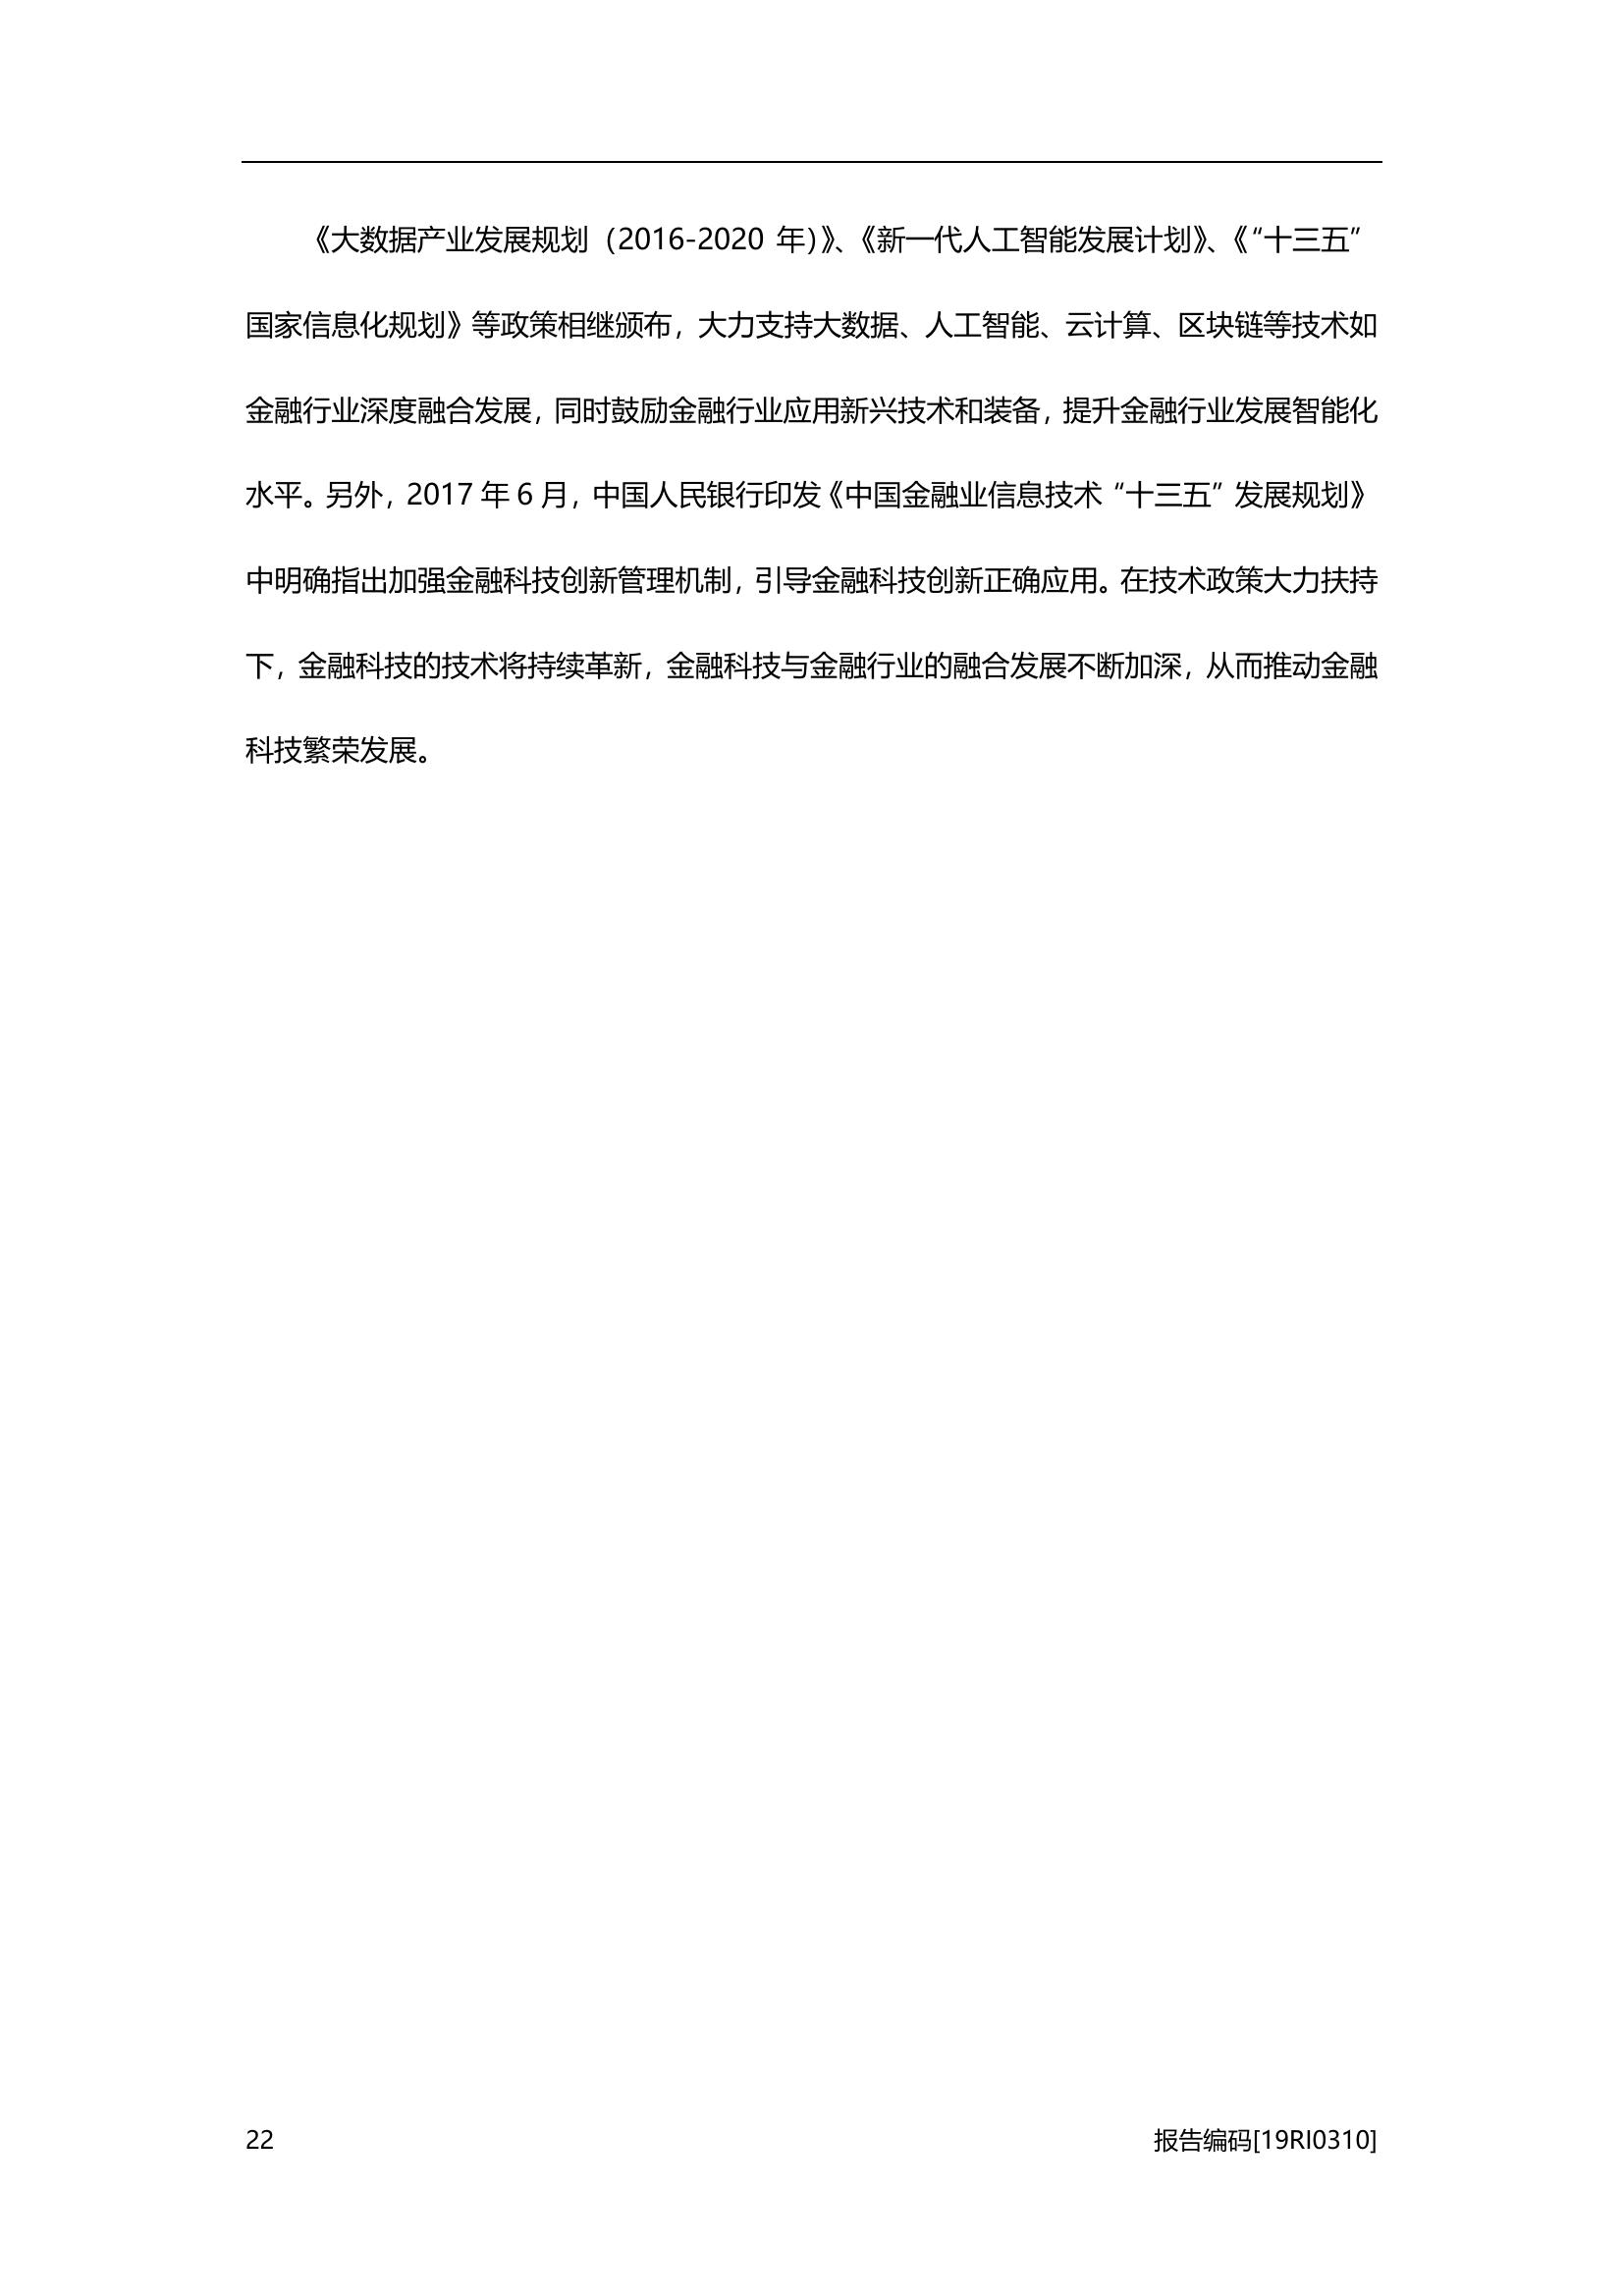 《大数据产业发展规划（2016-2020 年）》、《新一代人工智能发展计划》、《“十三五”
国家信息化规划》等政策相继颁布，大力支持大数据、人工智能、云计算、区块链等技术如
金融行业深度融合发展，同时鼓励金融行业应用新兴技术和装备，提升金融行业发展智能化
水平。另外，2017 年 6 月，中国人民银行印发《中国金融业信息技术“十三五”发展规划》
中明确指出加强金融科技创新管理机制，引导金融科技创新正确应用。在技术政策大力扶持
下，金融科技的技术将持续革新，金融科技与金融行业的融合发展不断加深，从而推动金融
科技繁荣发展。
22
报告编码[19RI0310]